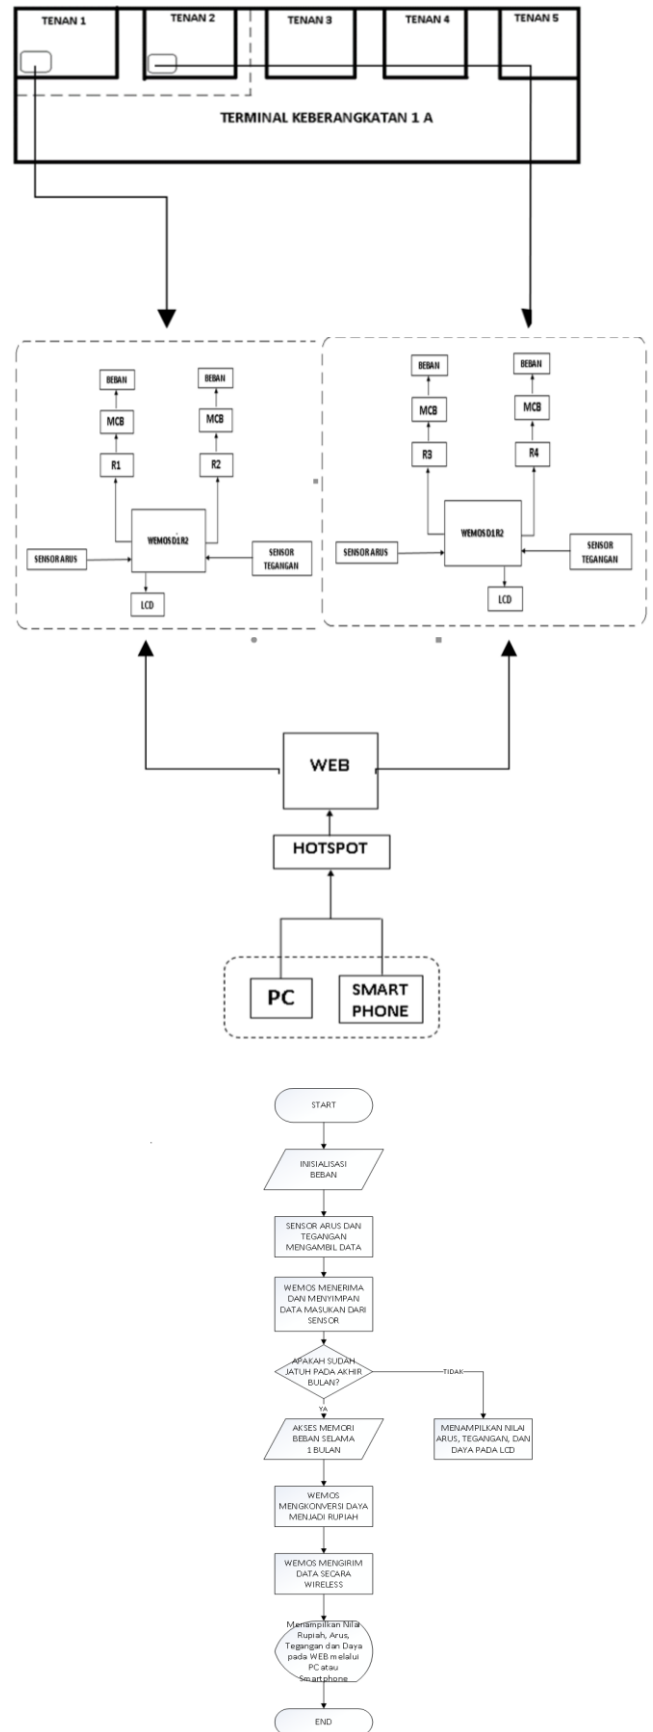 TENAN 1
TENAN 2
TENAN 3
TENAN 4
TENAN 5
TERMINAL KEBERANGKATAN 1 A
BEBAN
BEBAN
MCB
MCB
R1
R2
WEMOSD1R2
SENSOR ARUS
SENSOR
TEGANGAN
LCD
BEBAN
BEBAN
MCB
MCB
R3
R4
WEMOSD1R2
SENSOR ARUS
SENSOR
TEGANGAN
LCD
WEB
HOTSPOT
PC
SMART
PHONE
START
INISIALISASI
BEBAN
SENSOR ARUS DAN
TEGANGAN
MENGAMBIL DATA
WEMOS MENERIMA
DAN MENYIMPAN
DATA MASUKAN DARI
SENSOR
APAKAH SUDAH
JATUH PADA AKHIR
BULAN?
TIDAK
YA
AKSES MEMORI
BEBAN SELAMA
1 BULAN
MENAMPILKAN NILAI
ARUS, TEGANGAN, DAN
DAYA PADA LCD
WEMOS
MENGKONVERSI DAYA
MENJADI RUPIAH
WEMOS MENGIRIM
DATA SECARA
WIRELESS
Menampilkan Nilai
Rupiah, Arus,
Tegangan dan Daya
pada WEB melalui
PC atau
Smartphone
END